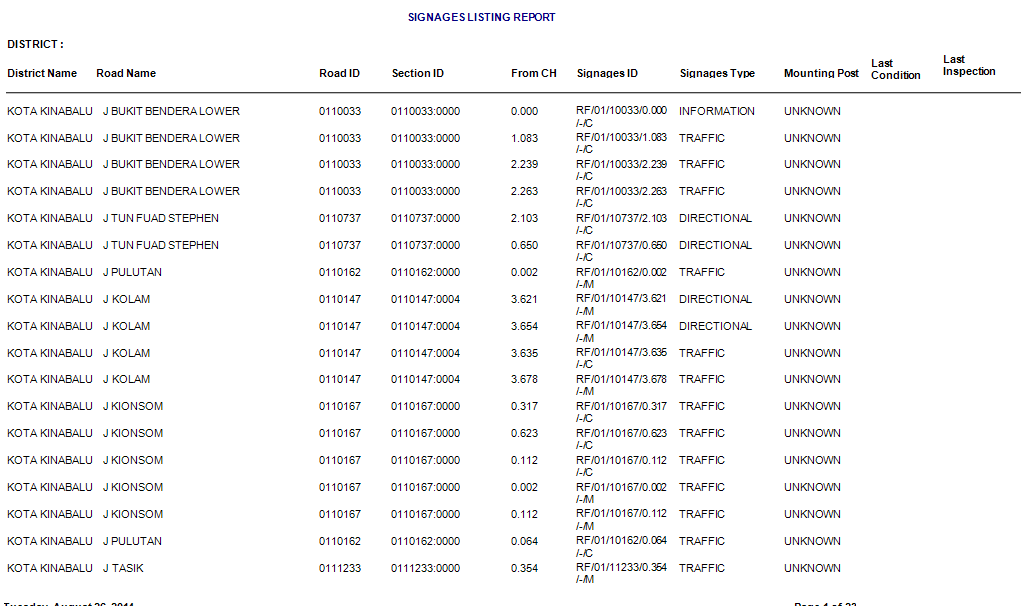 SIGNAGES LISTING REPORT
DISTRICT :
District Name Road Name Road ID Section ID From CH Signages ID Signages Type Mounting Post Last Condition Last Inspection
KOTA KINABALU J BUKIT BENDERA LOWER 0110033 0110033:0000 0.000 RF/01/10033/0.000 INFORMATION UNKNOWN
/-/C
KOTA KINABALU J BUKIT BENDERA LOWER 0110033 0110033:0000 1.083 RF/01/10033/1.083 TRAFFIC UNKNOWN
/-/C
KOTA KINABALU J BUKIT BENDERA LOWER 0110033 0110033:0000 2.239 RF/01/10033/2.239 TRAFFIC UNKNOWN
/-/C
KOTA KINABALU J BUKIT BENDERA LOWER 0110033 0110033:0000 2.263 RF/01/10033/2.263 TRAFFIC UNKNOWN
/-/C
KOTA KINABALU J TUN FUAD STEPHEN 0110737 0110737:0000 2.103 RF/01/10737/2.103 DIRECTIONAL UNKNOWN
/-/C
KOTA KINABALU J TUN FUAD STEPHEN 0110737 0110737:0000 0.650 RF/01/10737/0.650 DIRECTIONAL UNKNOWN
/-/C
KOTA KINABALU J PULUTAN 0110162 0110162:0000 0.002 RF/01/10162/0.002 TRAFFIC UNKNOWN
/-/M
KOTA KINABALU J KOLAM 0110147 0110147:0004 3.621 RF/01/10147/3.621 DIRECTIONAL UNKNOWN
/-/M
KOTA KINABALU J KOLAM 0110147 0110147:0004 3.654 RF/01/10147/3.654 DIRECTIONAL UNKNOWN
/-/M
KOTA KINABALU J KOLAM 0110147 0110147:0004 3.635 RF/01/10147/3.635 TRAFFIC UNKNOWN
/-/C
KOTA KINABALU J KOLAM 0110147 0110147:0004 3.678 RF/01/10147/3.678 TRAFFIC UNKNOWN
/-/M
KOTA KINABALU J KIONSOM 0110167 0110167:0000 0.317 RF/01/10167/0.317 TRAFFIC UNKNOWN
/-/C
KOTA KINABALU J KIONSOM 0110167 0110167:0000 0.623 RF/01/10167/0.623 TRAFFIC UNKNOWN
/-/C
KOTA KINABALU J KIONSOM 0110167 0110167:0000 0.112 RF/01/10167/0.112 TRAFFIC UNKNOWN
/-/C
KOTA KINABALU J KIONSOM 0110167 0110167:0000 0.002 RF/01/10167/0.002 TRAFFIC UNKNOWN
/-/M
KOTA KINABALU J KIONSOM 0110167 0110167:0000 0.112 RF/01/10167/0.112 TRAFFIC UNKNOWN
/-/M
KOTA KINABALU J PULUTAN 0110162 0110162:0000 0.064 RF/01/10162/0.064 TRAFFIC UNKNOWN
/-/C
KOTA KINABALU J TASIK 0111233 0111233:0000 0.354 RF/01/11233/0.354 TRAFFIC UNKNOWN
/-/M
Tuesday, August Page 1 of